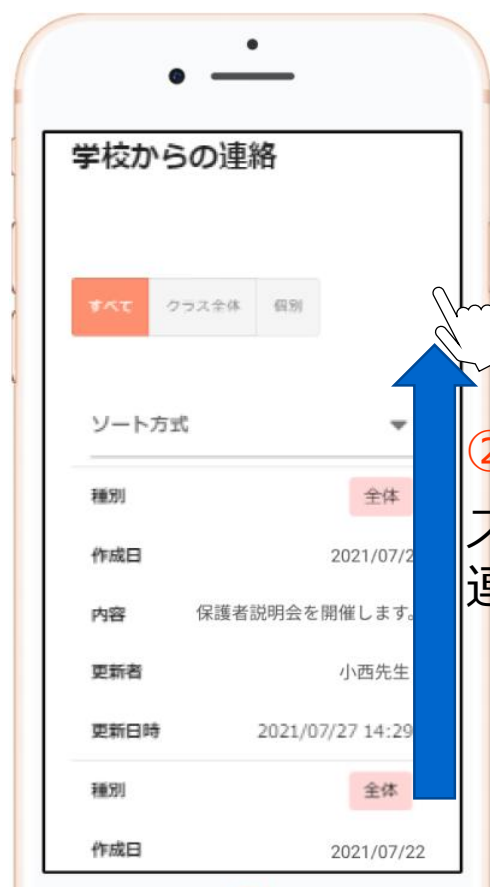 学校からの連絡
すべて クラス全体 個別
ソート方式
種別 全体
作成日 2021/07/2
内容 保護者説明会を開催します。
更新者 小西先生
更新日時 2021/07/27 14:29
種別 全体
作成日 2021/07/22